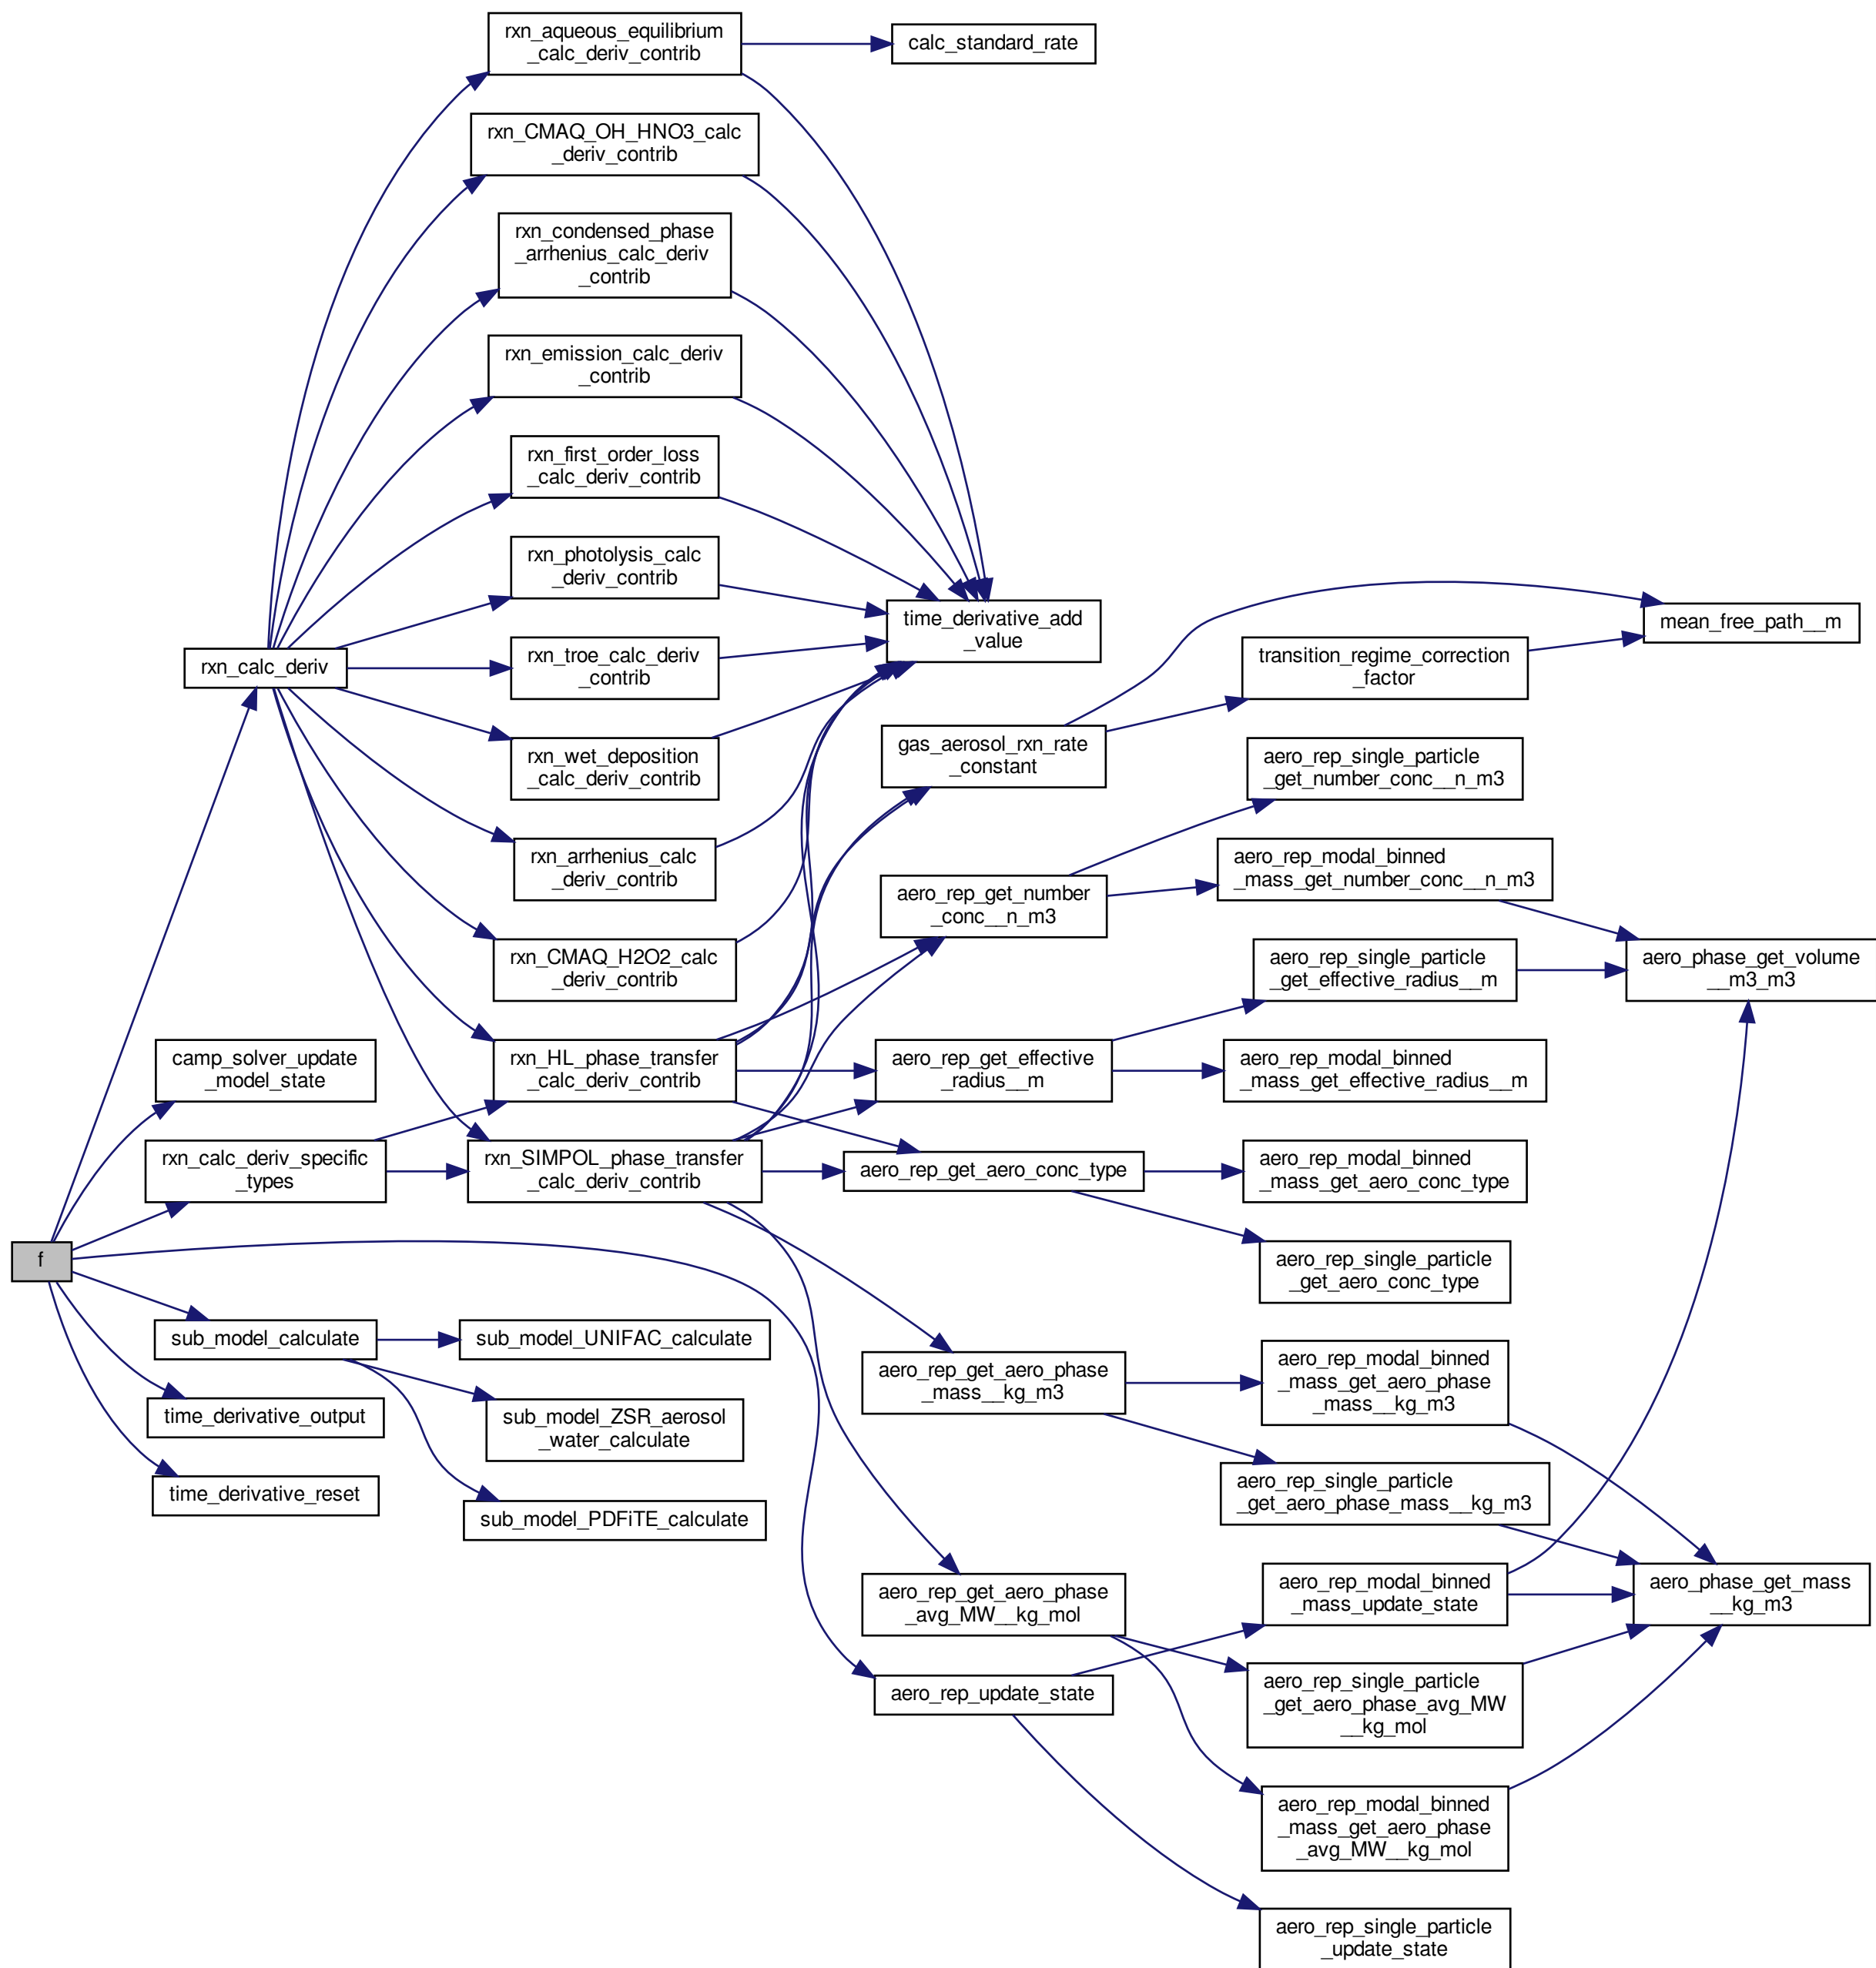 rxn_aqueous_equilibrium
_calc_deriv_contrib
calc_standard_rate
rxn_CMAQ_OH_HNO3_calc
_deriv_contrib
rxn_condensed_phase
_arrhenius_calc_deriv
_contrib
rxn_emission_calc_deriv
_contrib
rxn_first_order_loss
_calc_deriv_contrib
rxn_photolysis_calc
_deriv_contrib
time_derivative_add
_value
mean_free_path__m
rxn_calc_deriv
rxn_troe_calc_deriv
_contrib
transition_regime_correction
_factor
rxn_wet_deposition
_calc_deriv_contrib
gas_aerosol_rxn_rate
_constant
aero_rep_single_particle
_get_number_conc__n_m3
rxn_arrhenius_calc
_deriv_contrib
aero_rep_get_number
_conc__n_m3
aero_rep_modal_binned
_mass_get_number_conc__n_m3
rxn_CMAQ_H2O2_calc
_deriv_contrib
aero_rep_single_particle
_get_effective_radius__m
aero_phase_get_volume
__m3_m3
camp_solver_update
_model_state
rxn_HL_phase_transfer
_calc_deriv_contrib
aero_rep_get_effective
_radius__m
aero_rep_modal_binned
_mass_get_effective_radius__m
rxn_calc_deriv_specific
_types
rxn_SIMPOL_phase_transfer
_calc_deriv_contrib
aero_rep_get_aero_conc_type
aero_rep_modal_binned
_mass_get_aero_conc_type
f
aero_rep_single_particle
_get_aero_conc_type
sub_model_calculate
sub_model_UNIFAC_calculate
aero_rep_get_aero_phase
_mass__kg_m3
aero_rep_modal_binned
_mass_get_aero_phase
_mass__kg_m3
time_derivative_output
sub_model_ZSR_aerosol
_water_calculate
time_derivative_reset
sub_model_PDFiTE_calculate
aero_rep_single_particle
_get_aero_phase_mass__kg_m3
aero_rep_get_aero_phase
_avg_MW__kg_mol
aero_rep_modal_binned
_mass_update_state
aero_phase_get_mass
__kg_m3
aero_rep_update_state
aero_rep_single_particle
_get_aero_phase_avg_MW
__kg_mol
aero_rep_modal_binned
_mass_get_aero_phase
_avg_MW__kg_mol
aero_rep_single_particle
_update_state